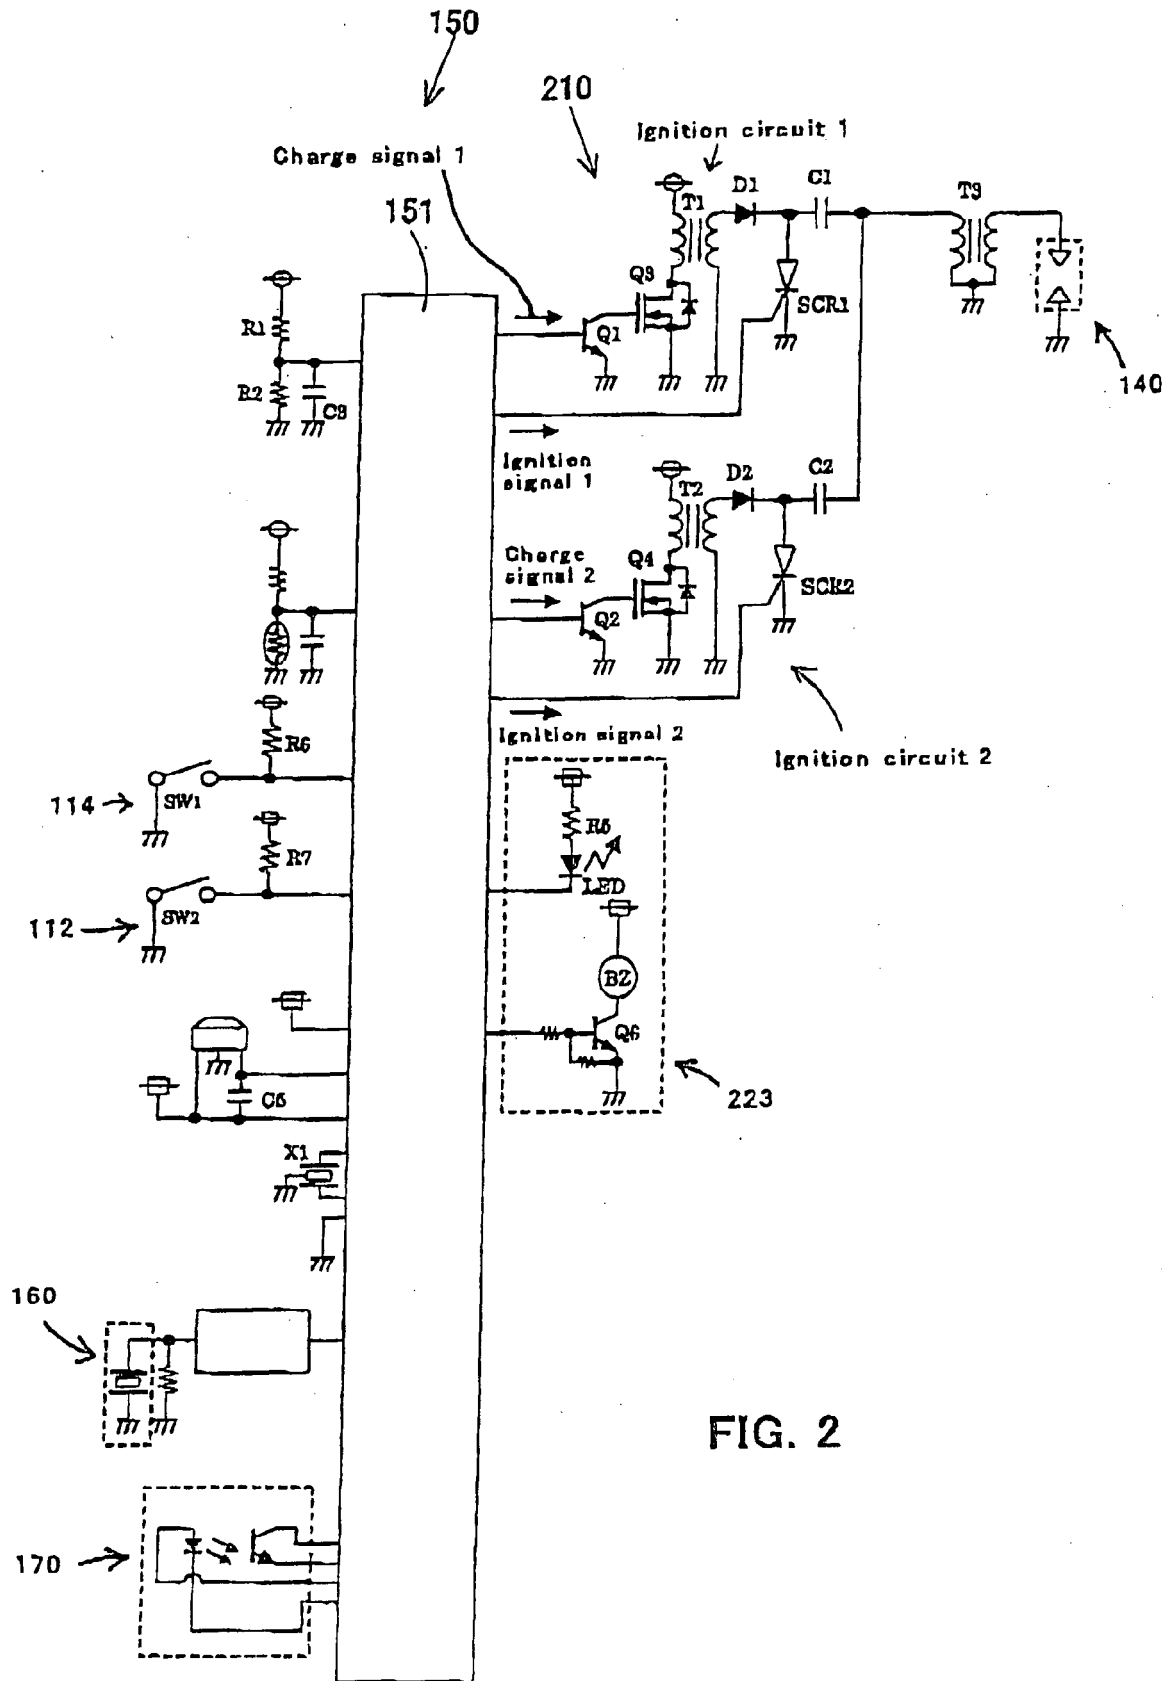 150
210
Ignition circuit 1
Charge signal 1
151
D1
C1
T3
T1
Q3
SCR1
R1
Q1
R2
C3
140
Ignition
signal 1
D2
C2
T2
Charge
signal 2
Q4
SCR2
Q2
R6
Ignition signal 2
Ignition circuit 2
114
SW1
R5
R7
LED
SW2
112
BZ
Q6
C5
223
X1
160
FIG. 2
170